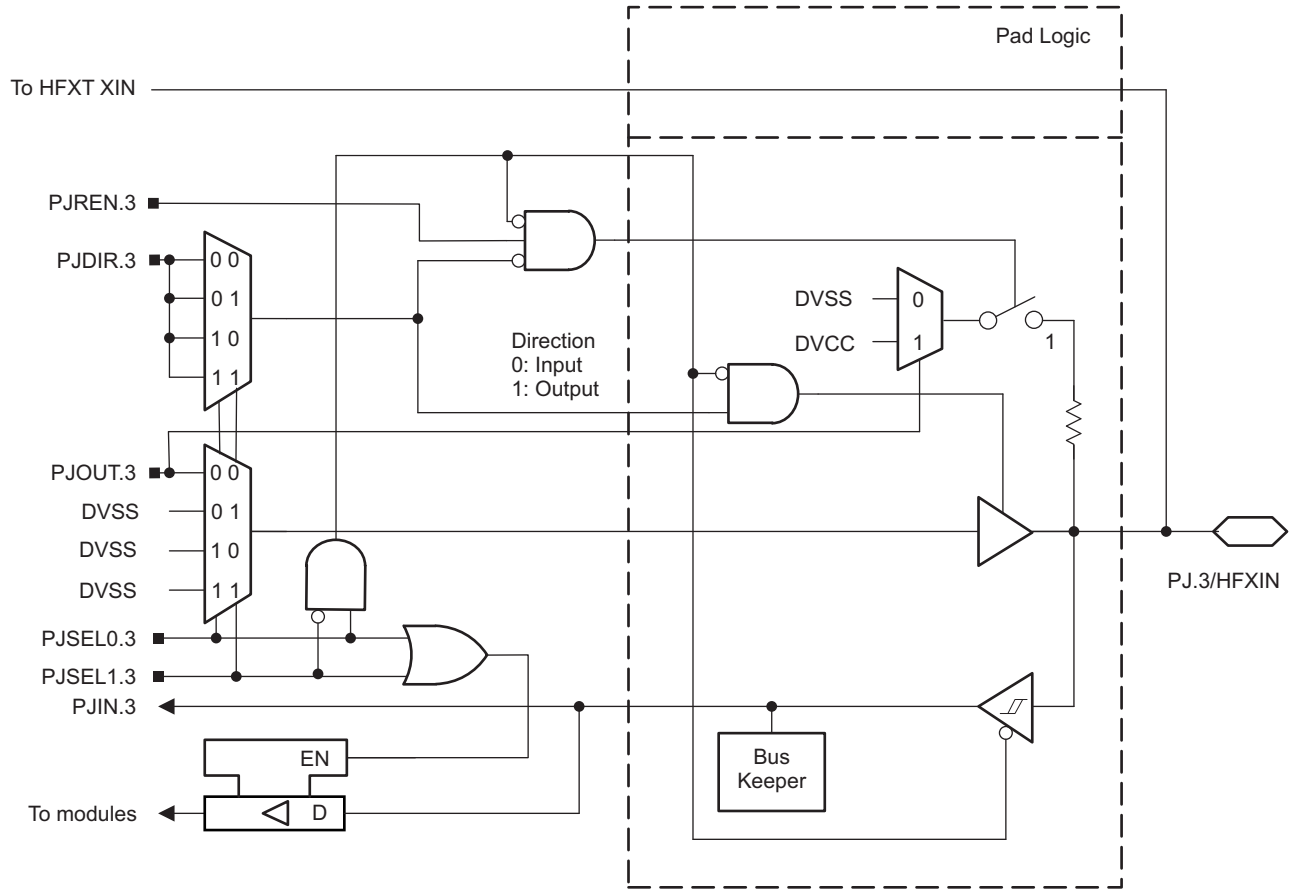 Pad Logic
To HFXT XIN
PJREN.3
PJDIR.3
0 0
0 1
1 0
1 1
Direction
0: Input
1: Output
DVSS
0
DVCC
1
1
PJOUT.3
0 0
DVSS
0 1
DVSS
1 0
DVSS
1 1
PJ.3/HFXIN
PJSEL0.3
PJSEL1.3
PJIN.3
EN
Bus
Keeper
To modules
D